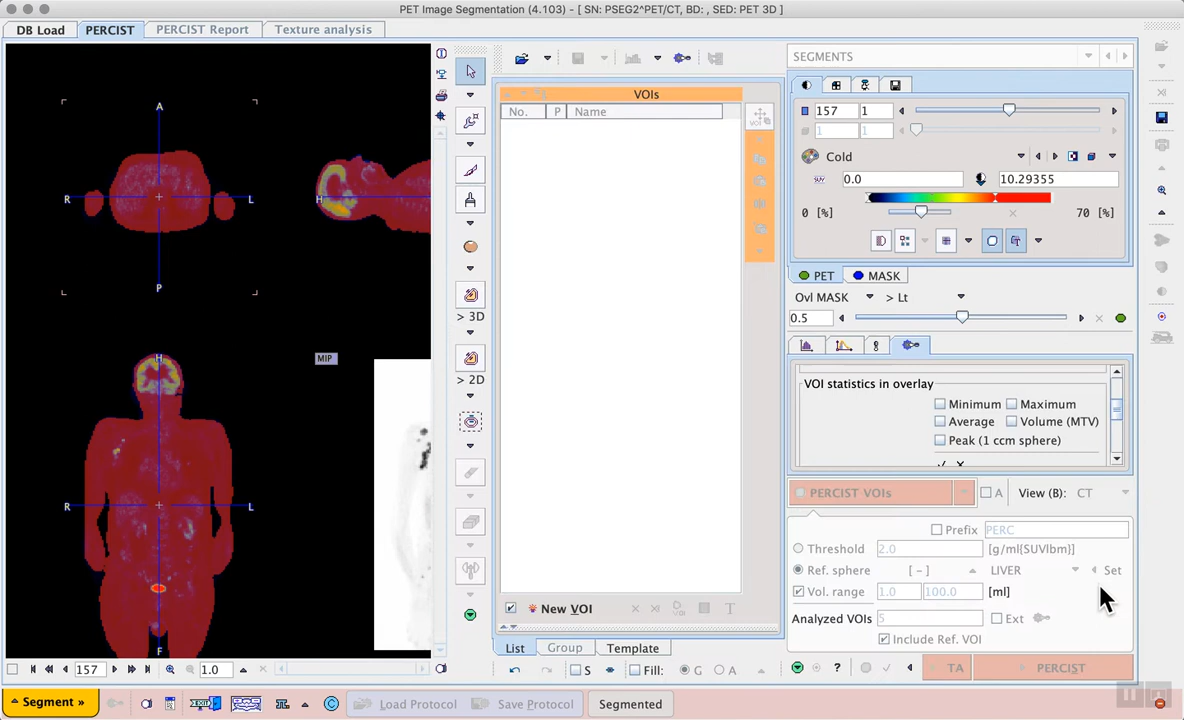 PET Image Segmentation (4.103) - [ SN: PSEG2^PET/CT, BD: , SED: PET 3D ]
DB Load PERCIST PERCIST Report Texture analysis
SEGMENTS
VOIs
No. P Name
157 1
1 1
Cold
SUV 0.0 10.29355
0 [%] 70 [%]
PET MASK
Ovl MASK > Lt
0.5
VOI statistics in overlay
Minimum Maximum
Average Volume (MTV)
Peak (1 ccm sphere)
PERCIST VOIs A View (B): CT
Prefix PERC
Threshold 2.0 [g/ml{SUVlbm}]
Ref. sphere [ - ] LIVER Set
Vol. range 1.0 100.0 [ml]
Analyzed VOIs 5 Ext
Include Ref. VOI
TA PERCIST
A
R L
P
H
H
R L
F
MIP
> 3D
> 2D
VOI
New VOI
T
List Group Template
S Fill: G A
157 1.0
Segment »
EXIT
Load Protocol Save Protocol Segmented